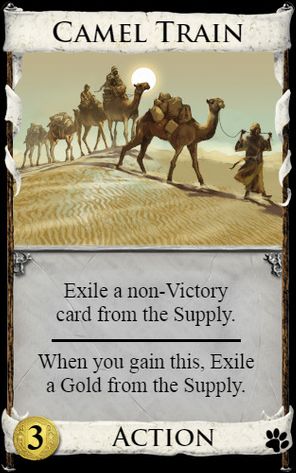 CAMEL TRAIN
Exile a non-Victory
card from the Supply.
When you gain this, Exile
a Gold from the Supply.
3
ACTION